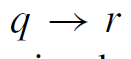 q → r